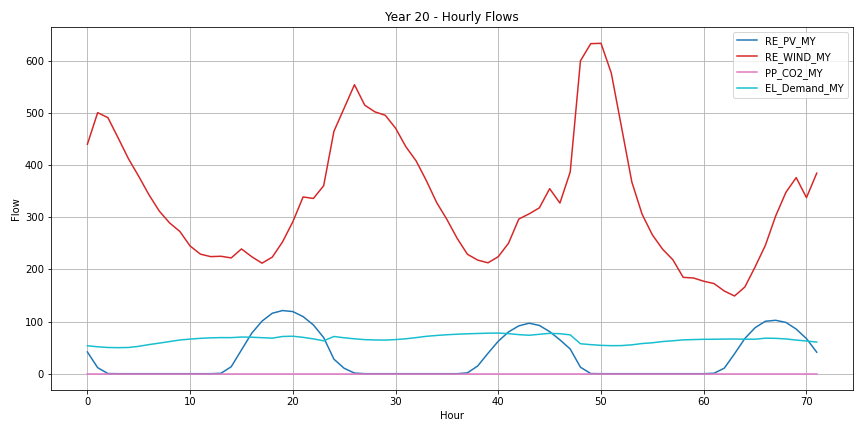 Year 20 - Hourly Flows
RE_PV_MY
RE_WIND_MY
PP_CO2_MY
EL_Demand_MY
Flow
600
500
400
300
200
100
0
0 10 20 30 40 50 60 70
Hour